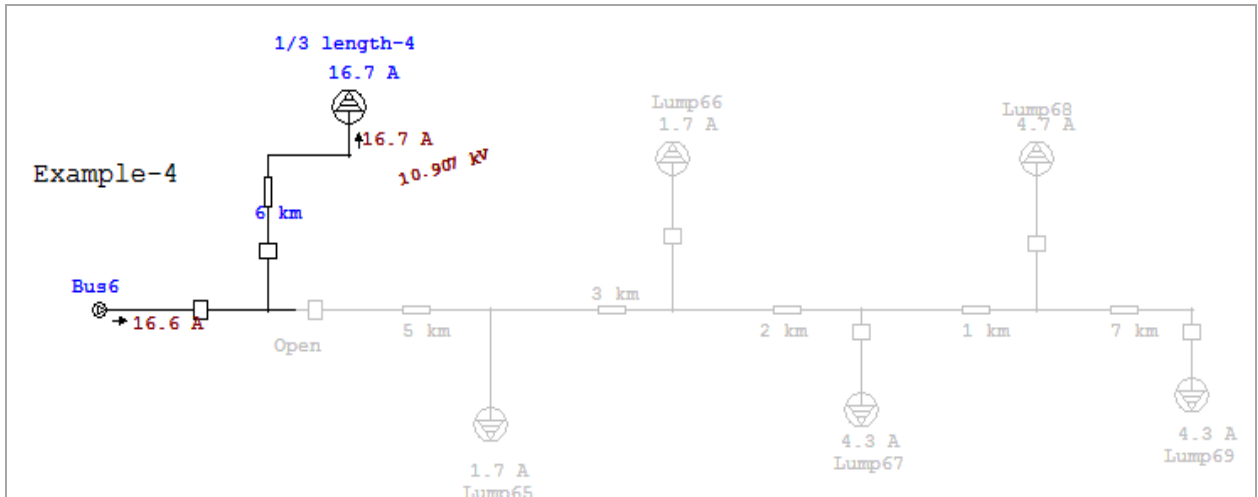 1/3 length-4
16.7 A
16.7 A
10.907 kV
Example-4
6 km
Bus6
16.6 A
Open
5 km
3 km
2 km
1 km
7 km
Lump66
1.7 A
Lump68
4.7 A
1.7 A
Lump65
4.3 A
Lump67
4.3 A
Lump69